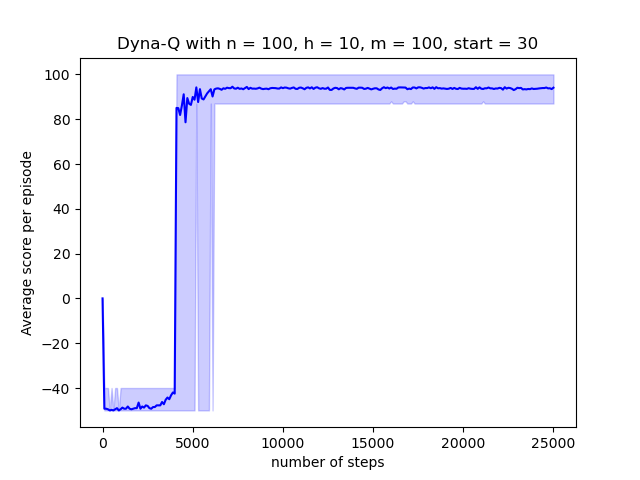 Dyna-Q with n = 100, h = 10, m = 100, start = 30
Average score per episode
100
80
60
40
20
0
−20
−40
0 5000 10000 15000 20000 25000
number of steps